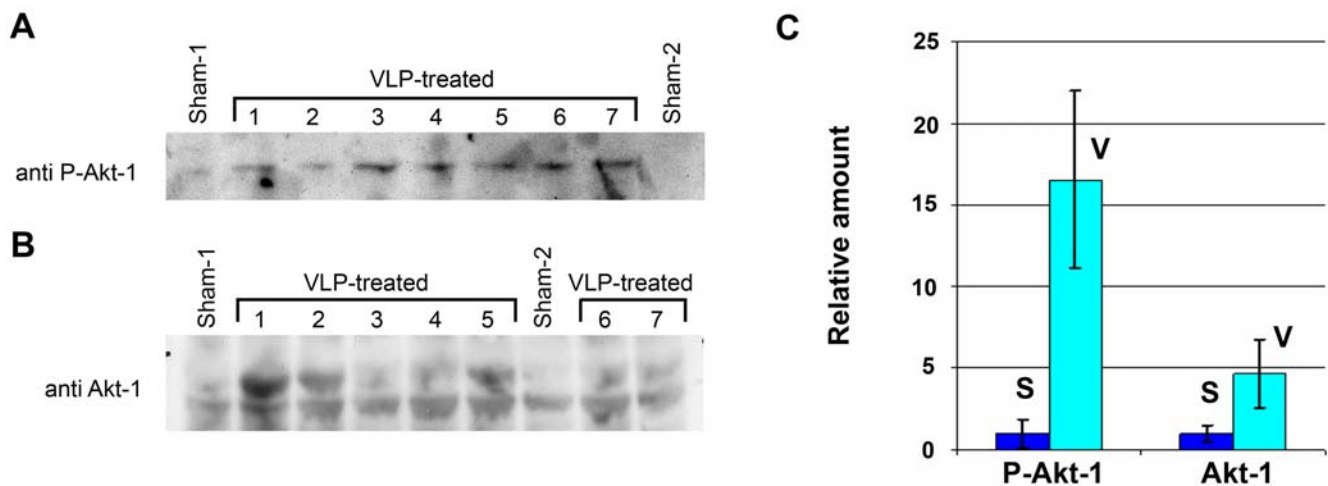 A
Sham-1
VLP-treated
Sham-2
1 2 3 4 5 6 7
anti P-Akt-1
B
Sham-1
VLP-treated
Sham-2
VLP-treated
1 2 3 4 5 6 7
anti Akt-1
C
Relative amount
25
20
15
10
5
0
S
V
S
V
P-Akt-1 Akt-1